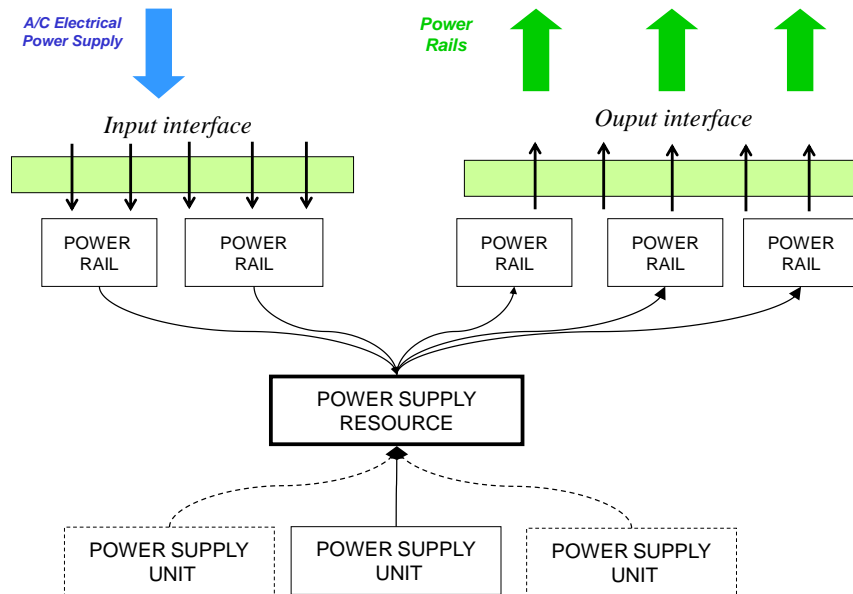 A/C Electrical
Power Supply
Power
Rails
Input interface
Ouput interface
POWER
RAIL
POWER
RAIL
POWER
RAIL
POWER
RAIL
POWER
RAIL
POWER SUPPLY
RESOURCE
POWER SUPPLY
UNIT
POWER SUPPLY
UNIT
POWER SUPPLY
UNIT